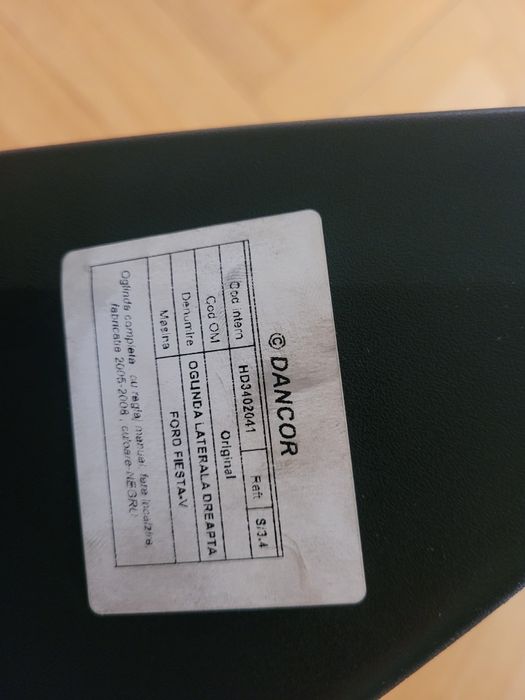 © DANCOR
Cod intern HD3402041 Raft S/3.4
Cod OM Original
Denumire OGLINDA LATERALA DREAPTA
Masina FORD FIESTA-V
Oglinda completa, cu reglaj manual, fara incalzire,
fabricatie 2005-2008, culoare-NEGRU